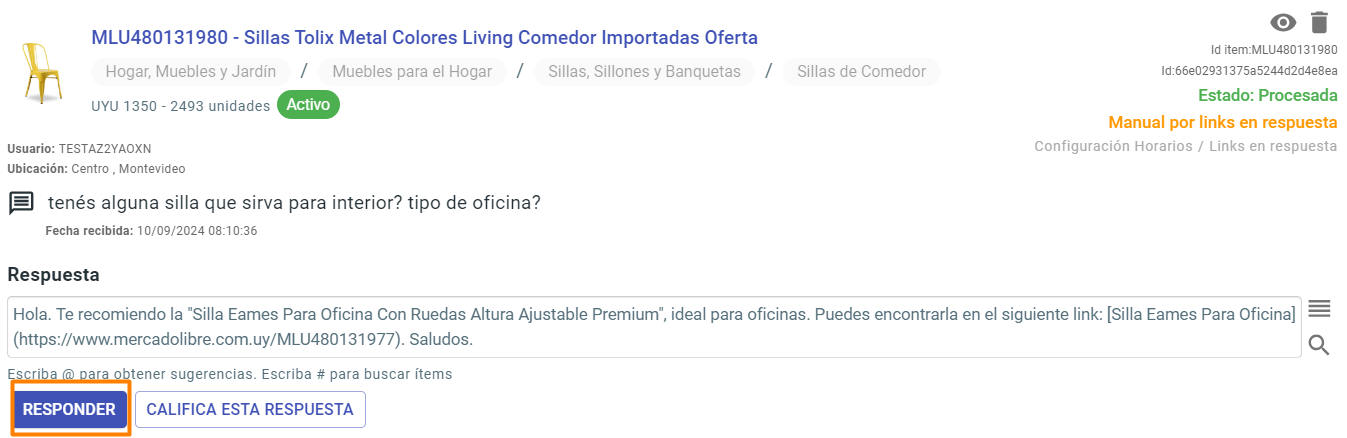 MLU480131980 - Sillas Tolix Metal Colores Living Comedor Importadas Oferta
Id item:MLU480131980
Hogar, Muebles y Jardín / Muebles para el Hogar / Sillas, Sillones y Banquetas / Sillas de Comedor
Id:66e02931375a5244d2d4e8ea
UYU 1350 - 2493 unidades Activo
Estado: Procesada
Manual por links en respuesta
Configuración Horarios / Links en respuesta
Usuario: TESTAZ2YAOXN
Ubicación: Centro , Montevideo
tenés alguna silla que sirva para interior? tipo de oficina?
Fecha recibida: 10/09/2024 08:10:36
Respuesta
Hola. Te recomiendo la "Silla Eames Para Oficina Con Ruedas Altura Ajustable Premium", ideal para oficinas. Puedes encontrarla en el siguiente link: [Silla Eames Para Oficina]
(https://www.mercadolibre.com.uy/MLU480131977). Saludos.
Escriba @ para obtener sugerencias. Escriba # para buscar ítems
RESPONDER CALIFICA ESTA RESPUESTA